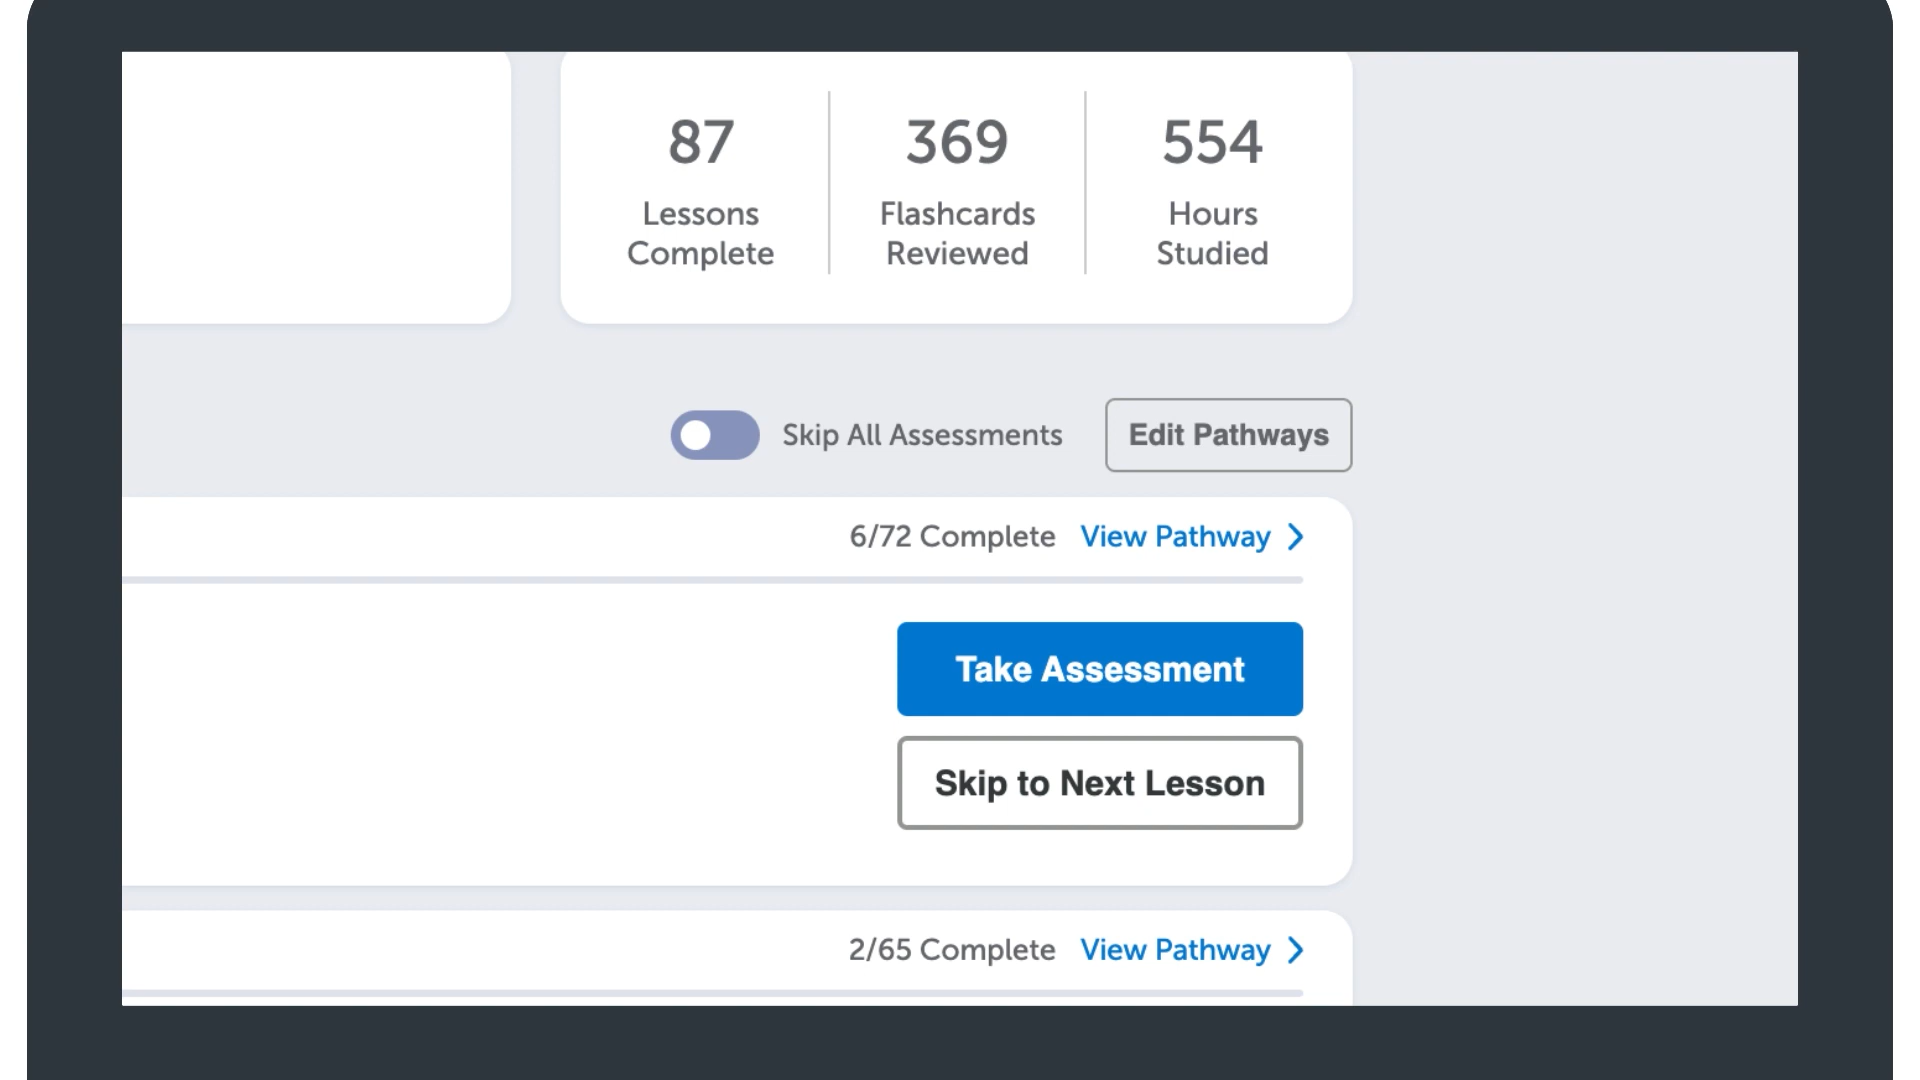 87
Lessons
Complete
369
Flashcards
Reviewed
554
Hours
Studied
Skip All Assessments
Edit Pathways
6/72 Complete View Pathway
Take Assessment
Skip to Next Lesson
2/65 Complete View Pathway